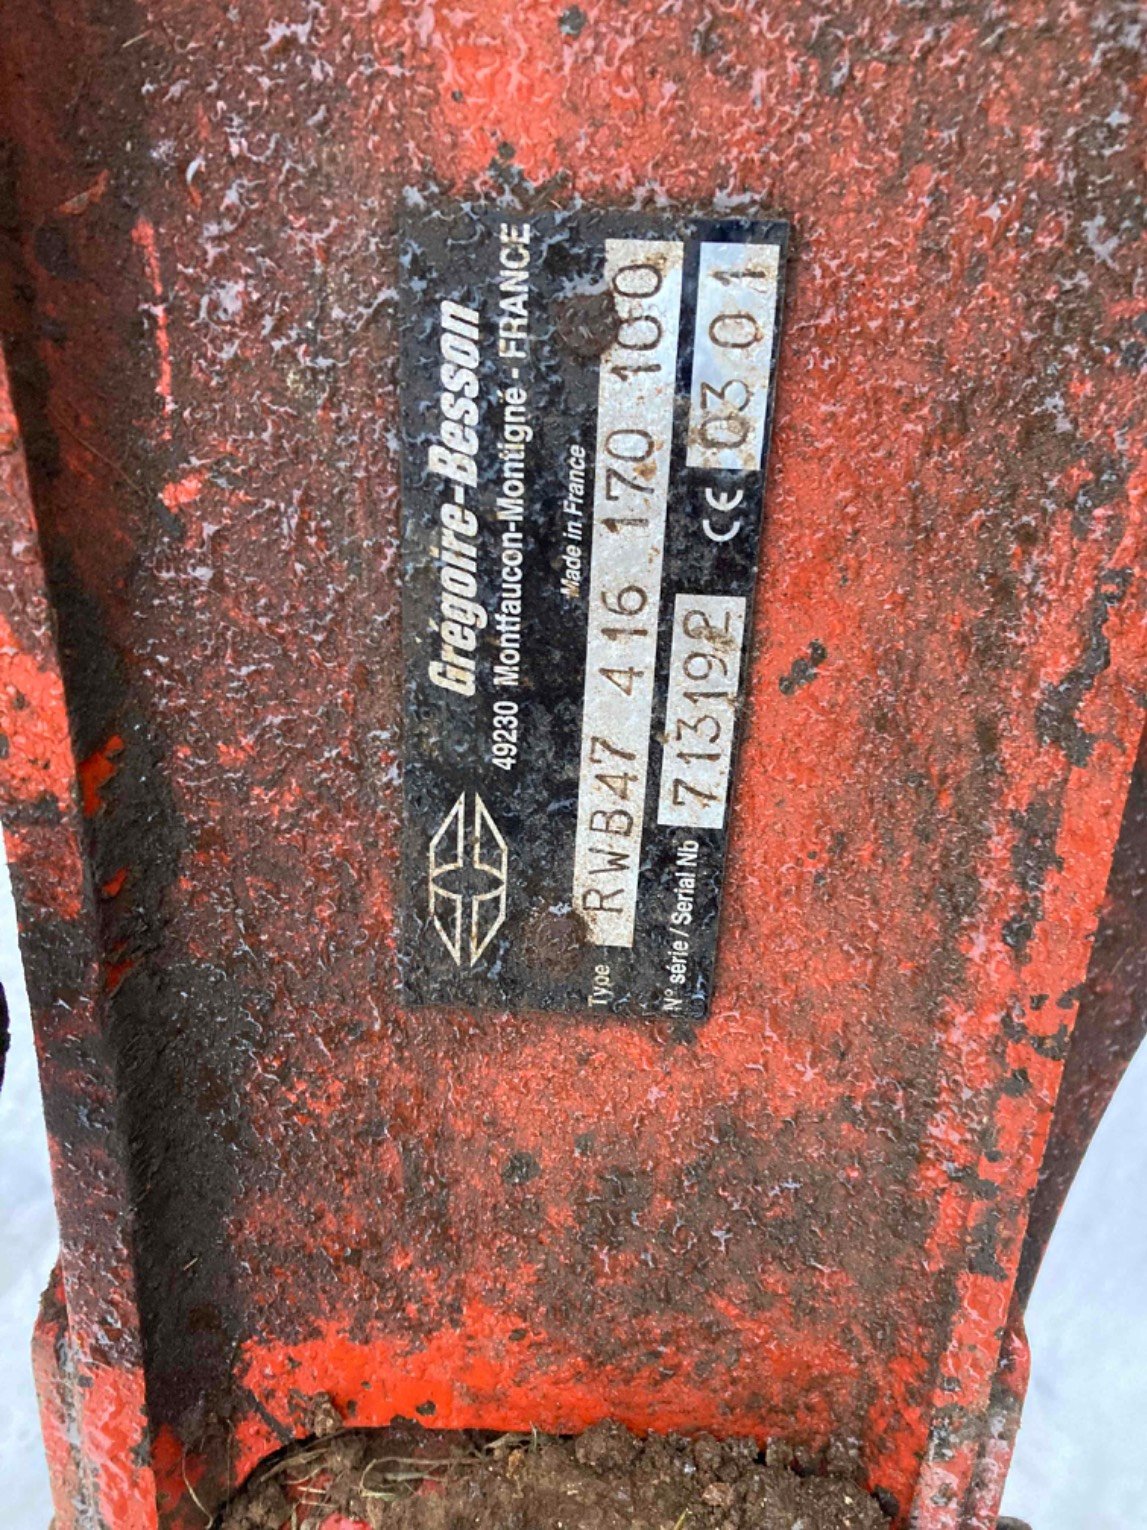 Grégoire-Besson
49230 Montfaucon-Montigné - FRANCE
Made in France
Type RWB47 416 170 100
N° série / Serial Nb 713192 CE 03 01